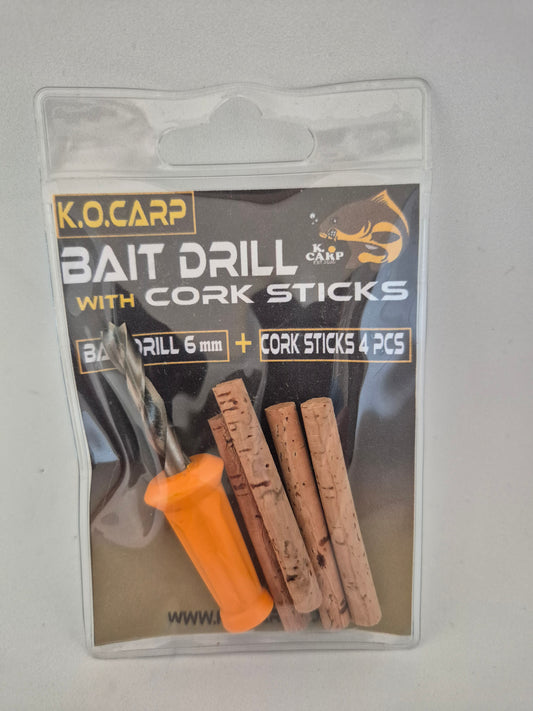 K.O.CARP
K.
CARP
BAIT DRILL
WITH CORK STICKS
DRILL 6 mm + CORK STICKS 4 PCS